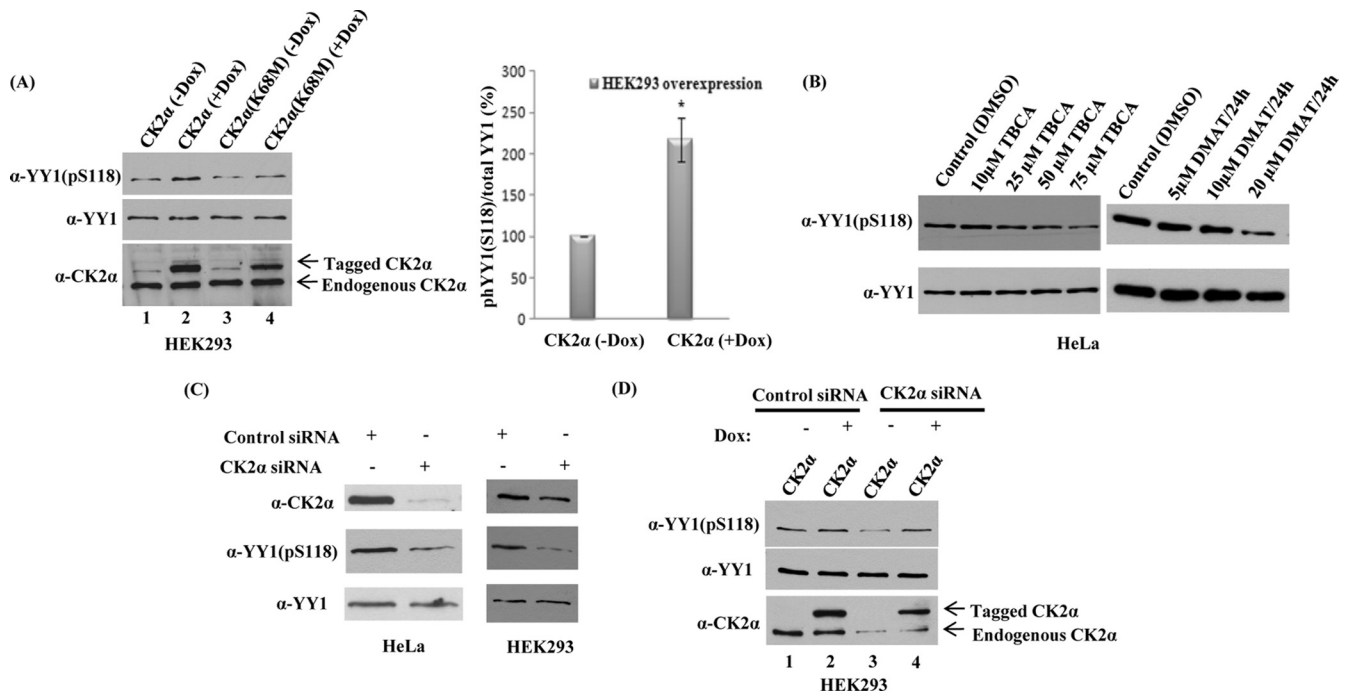 (A)
CK2α (-Dox)
CK2α (+Dox)
CK2α(K68M) (-Dox)
CK2α(K68M) (+Dox)
α-YY1(pS118)
α-YY1
α-CK2α
Tagged CK2α
Endogenous CK2α
1 2 3 4
HEK293
phYY1(S118)/total YY1 (%)
300
250
200
150
100
50
0
HEK293 overexpression
*
CK2α (-Dox) CK2α (+Dox)
(B)
Control (DMSO)
10µM TBCA
25 µM TBCA
50 µM TBCA
75 µM TBCA
Control (DMSO)
5µM DMAT/24h
10µM DMAT/24h
20 µM DMAT/24h
α-YY1(pS118)
α-YY1
HeLa
(C)
Control siRNA + - + -
CK2α siRNA - + - +
α-CK2α
α-YY1(pS118)
α-YY1
HeLa HEK293
(D)
Control siRNA CK2α siRNA
Dox: - + - +
CK2α CK2α CK2α CK2α
α-YY1(pS118)
α-YY1
α-CK2α
Tagged CK2α
Endogenous CK2α
1 2 3 4
HEK293